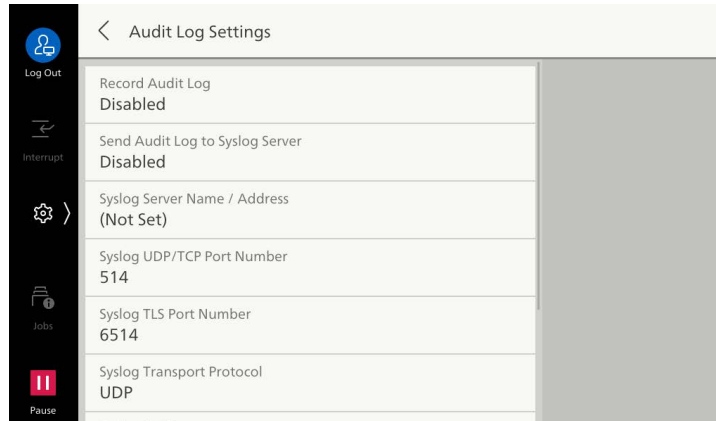 Audit Log Settings
Log Out
Interrupt
Jobs
Pause
Record Audit Log
Disabled
Send Audit Log to Syslog Server
Disabled
Syslog Server Name / Address
(Not Set)
Syslog UDP/TCP Port Number
514
Syslog TLS Port Number
6514
Syslog Transport Protocol
UDP